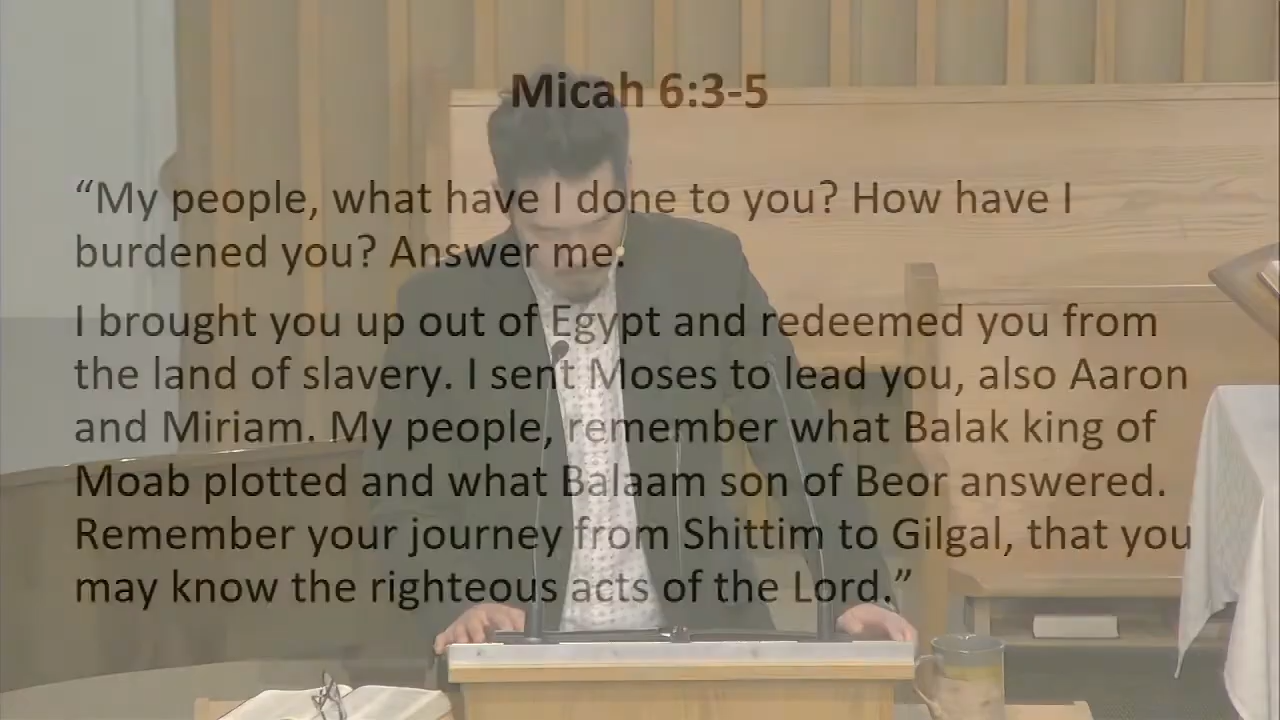 Micah 6:3-5
“My people, what have I done to you? How have I
burdened you? Answer me.
I brought you up out of Egypt and redeemed you from
the land of slavery. I sent Moses to lead you, also Aaron
and Miriam. My people, remember what Balak king of
Moab plotted and what Balaam son of Beor answered.
Remember your journey from Shittim to Gilgal, that you
may know the righteous acts of the Lord.”